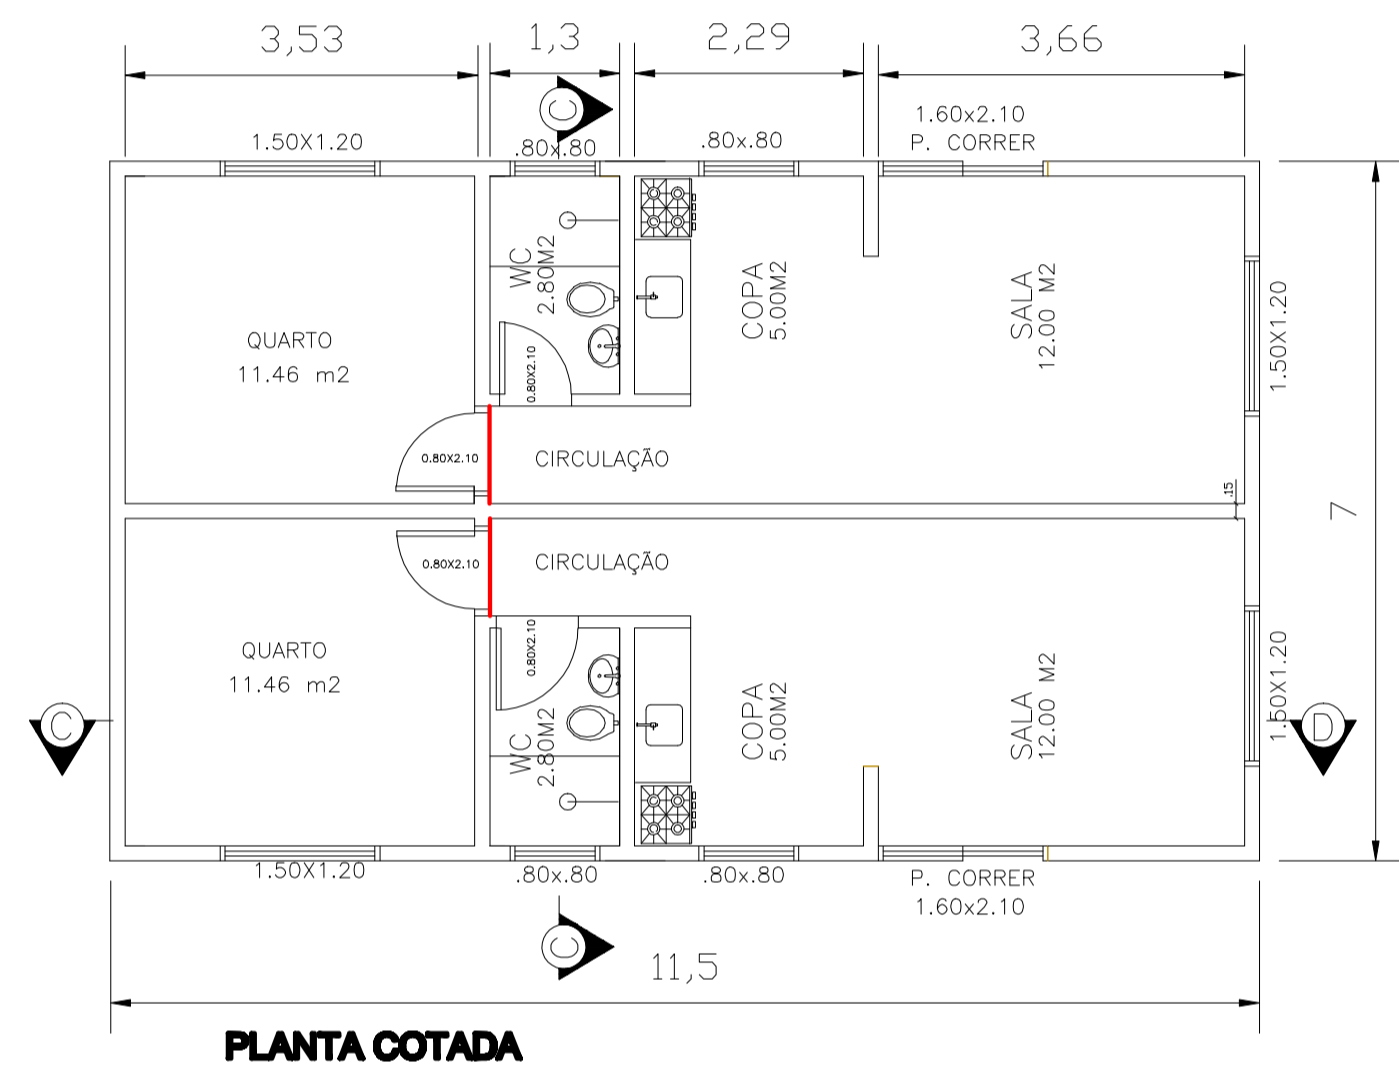 3,53
1,3
2,29
3,66
C
1.60x2.10
P. CORRER
1.50X1.20
.80x.80
.80x.80
WC
2.80M2
COPA
5.00M2
SALA
12.00 M2
1.50X1.20
QUARTO
11.46 m2
0.80X2.10
0.80X2.10
CIRCULAÇÃO
.15
7
0.80X2.10
CIRCULAÇÃO
0.80X2.10
QUARTO
11.46 m2
WC
2.80M2
COPA
5.00M2
SALA
12.00 M2
1.50X1.20
C
D
1.50X1.20
.80x.80
.80x.80
P. CORRER
1.60x2.10
C
11,5
PLANTA COTADA